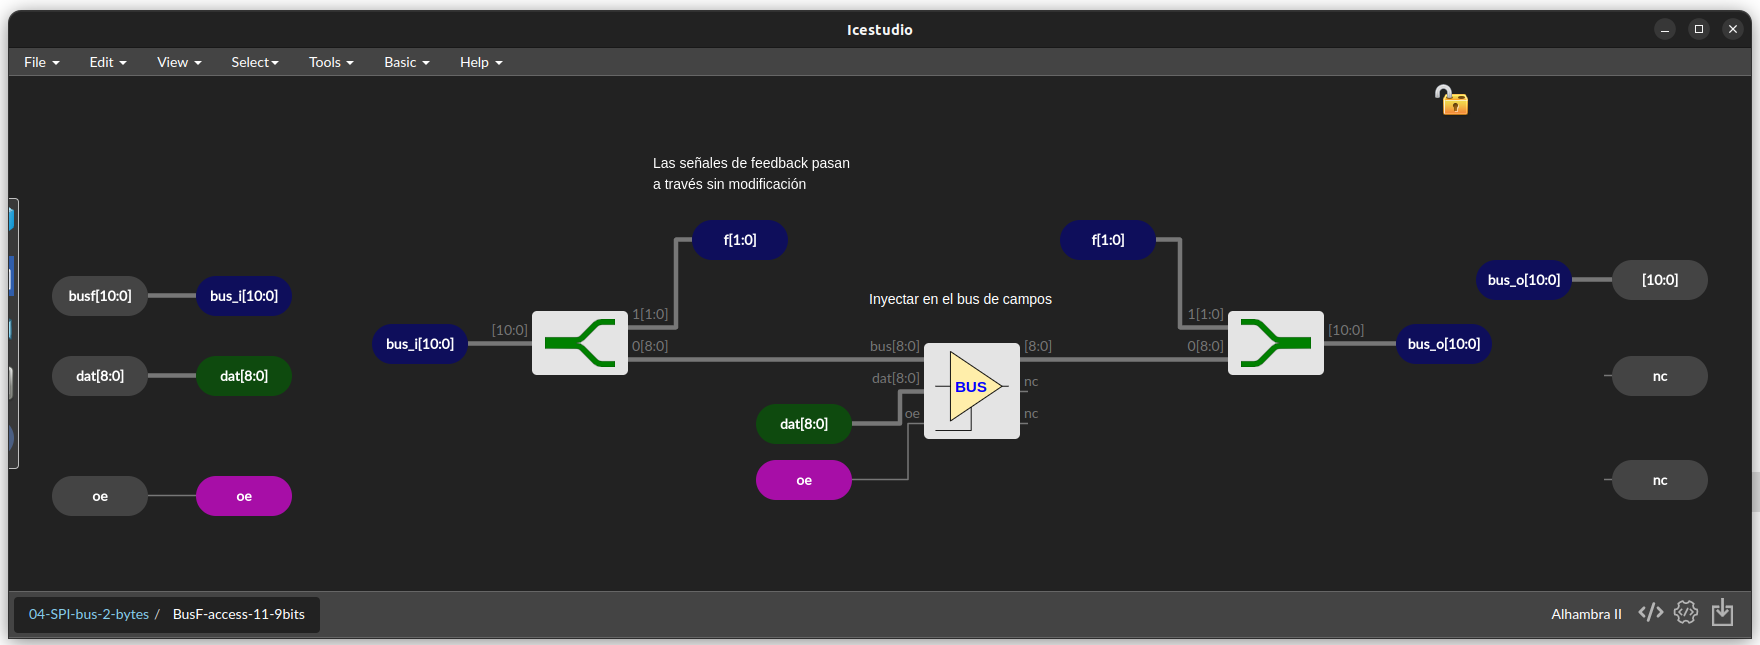 Icestudio
File Edit View Select Tools Basic Help
Las señales de feedback pasan
a través sin modificación
f[1:0]
f[1:0]
busf[10:0]
bus_i[10:0]
bus_o[10:0]
[10:0]
Inyectar en el bus de campos
bus_i[10:0]
[10:0]
1[1:0]
0[8:0]
bus[8:0]
dat[8:0]
oe
BUS
[8:0]
nc
nc
1[1:0]
0[8:0]
[10:0]
bus_o[10:0]
dat[8:0]
dat[8:0]
nc
dat[8:0]
oe
oe
oe
nc
04-SPI-bus-2-bytes / BusF-access-11-9bits
Alhambra II